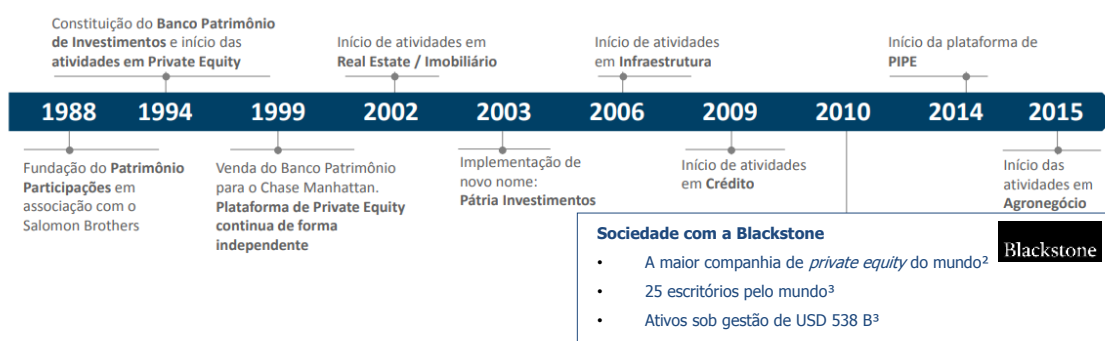 Constituição do Banco Patrimônio
de Investimentos e início das
atividades em Private Equity
Início de atividades em
Real Estate / Imobiliário
Início de atividades
em Infraestrutura
Início da plataforma de
PIPE
1988 1994 1999 2002 2003 2006 2009 2010 2014 2015
Fundação do Patrimônio
Participações em
associação com o
Salomon Brothers
Venda do Banco Patrimônio
para o Chase Manhattan.
Plataforma de Private Equity
continua de forma
independente
Implementação de
novo nome:
Pátria Investimentos
Início de atividades
em Crédito
Início das
atividades em
Agronegócio
Sociedade com a Blackstone
Blackstone
• A maior companhia de private equity do mundo²
• 25 escritórios pelo mundo³
• Ativos sob gestão de USD 538 B³